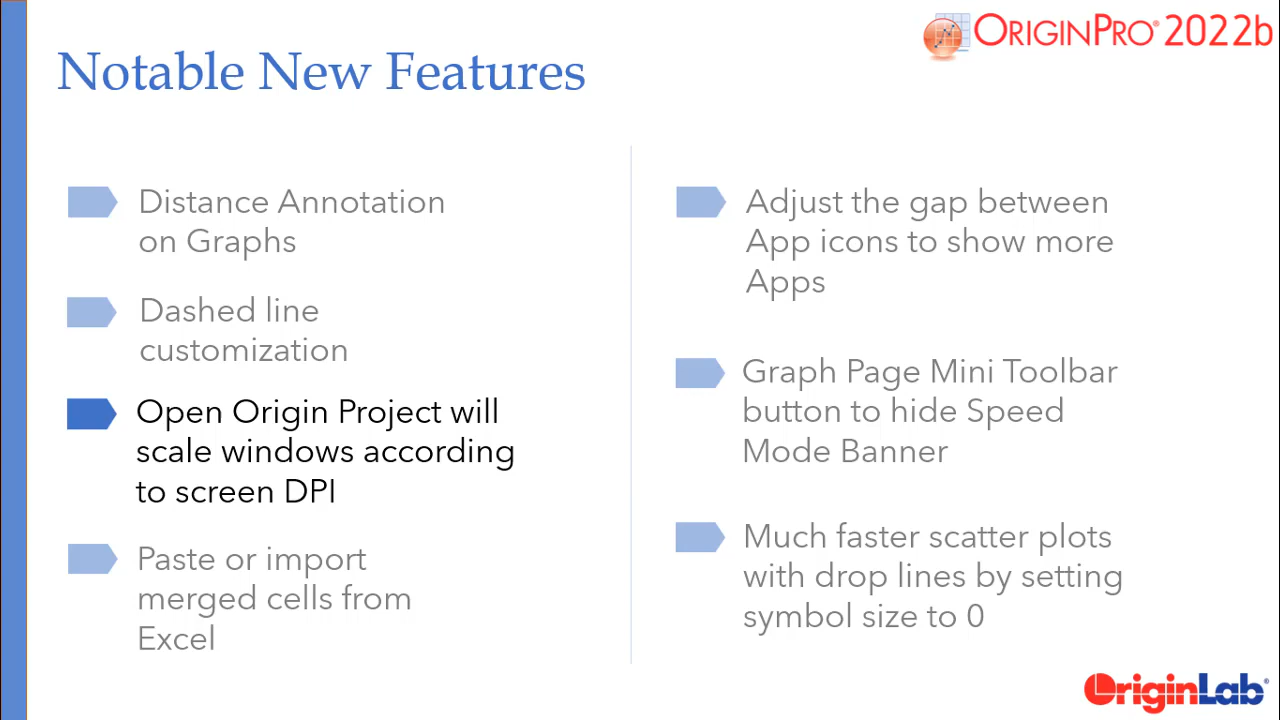 ORIGINPRO® 2022b
Notable New Features
Distance Annotation
on Graphs
Dashed line
customization
Open Origin Project will
scale windows according
to screen DPI
Paste or import
merged cells from
Excel
Adjust the gap between
App icons to show more
Apps
Graph Page Mini Toolbar
button to hide Speed
Mode Banner
Much faster scatter plots
with drop lines by setting
symbol size to 0
OriginLab®